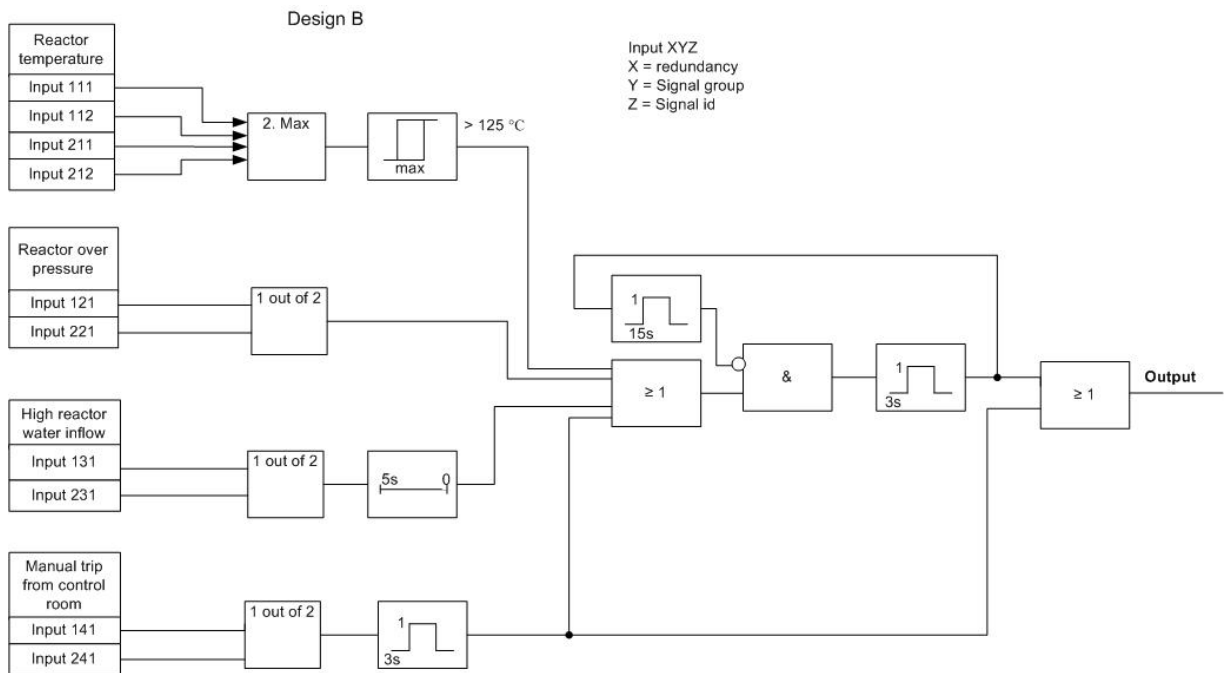 Design B
Reactor
temperature
Input 111
Input 112
Input 211
Input 212
2. Max
max
> 125 °C
Input XYZ
X = redundancy
Y = Signal group
Z = Signal id
Reactor over
pressure
Input 121
Input 221
1 out of 2
1
15s
≥ 1
&
1
3s
≥ 1
Output
High reactor
water inflow
Input 131
Input 231
1 out of 2
5s 0
Manual trip
from control
room
Input 141
Input 241
1 out of 2
1
3s